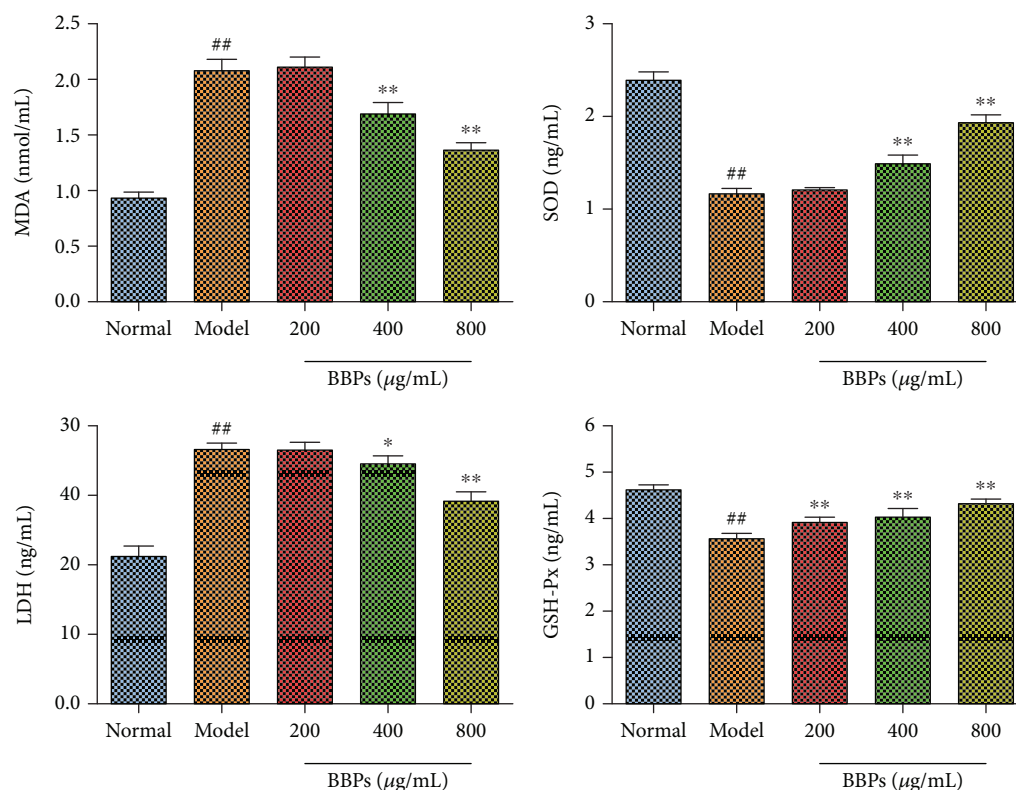 MDA (nmol/mL)
2.5
2.0
1.5
1.0
0.5
0.0
##
**
**
Normal Model 200 400 800
BBPs (μg/mL)
SOD (ng/mL)
3
2
1
0
##
**
**
Normal Model 200 400 800
BBPs (μg/mL)
LDH (ng/mL)
30
40
20
10
0.0
##
*
**
Normal Model 200 400 800
BBPs (μg/mL)
GSH-Px (ng/mL)
6
5
4
3
2
1
0
##
**
**
**
Normal Model 200 400 800
BBPs (μg/mL)